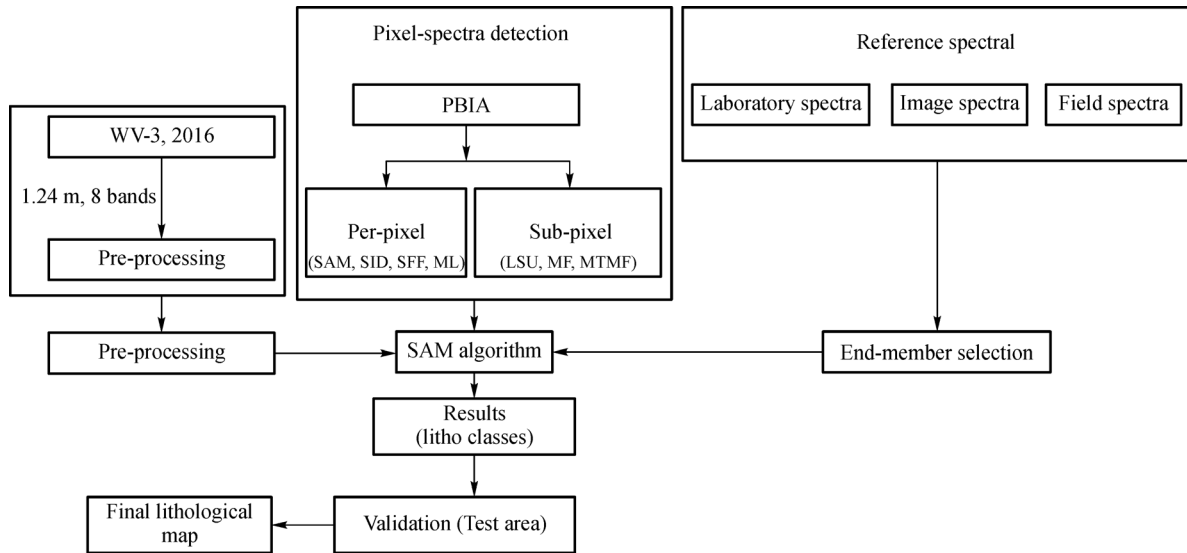 Pixel-spectra detection
Reference spectral
PBIA
Laboratory spectra
Image spectra
Field spectra
WV-3, 2016
1.24 m, 8 bands
Per-pixel
(SAM, SID, SFF, ML)
Sub-pixel
(LSU, MF, MTMF)
Pre-processing
Pre-processing
SAM algorithm
End-member selection
Results
(litho classes)
Final lithological
map
Validation (Test area)